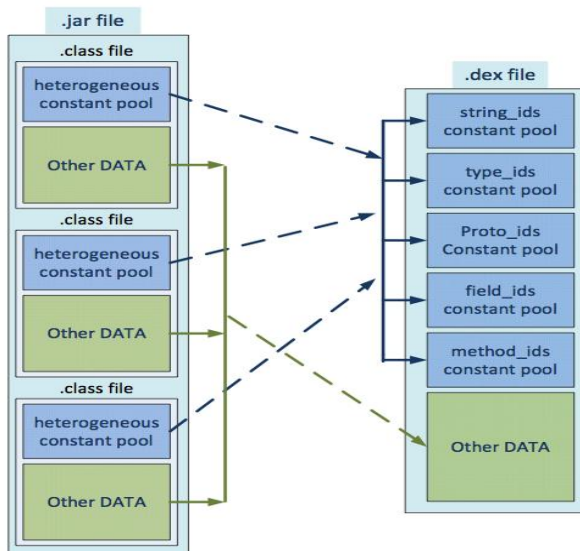 .jar file
.class file
heterogeneous
constant pool
Other DATA
.class file
heterogeneous
constant pool
Other DATA
.class file
heterogeneous
constant pool
Other DATA
.dex file
string_ids
constant pool
type_ids
constant pool
Proto_ids
Constant pool
field_ids
constant pool
method_ids
constant pool
Other DATA